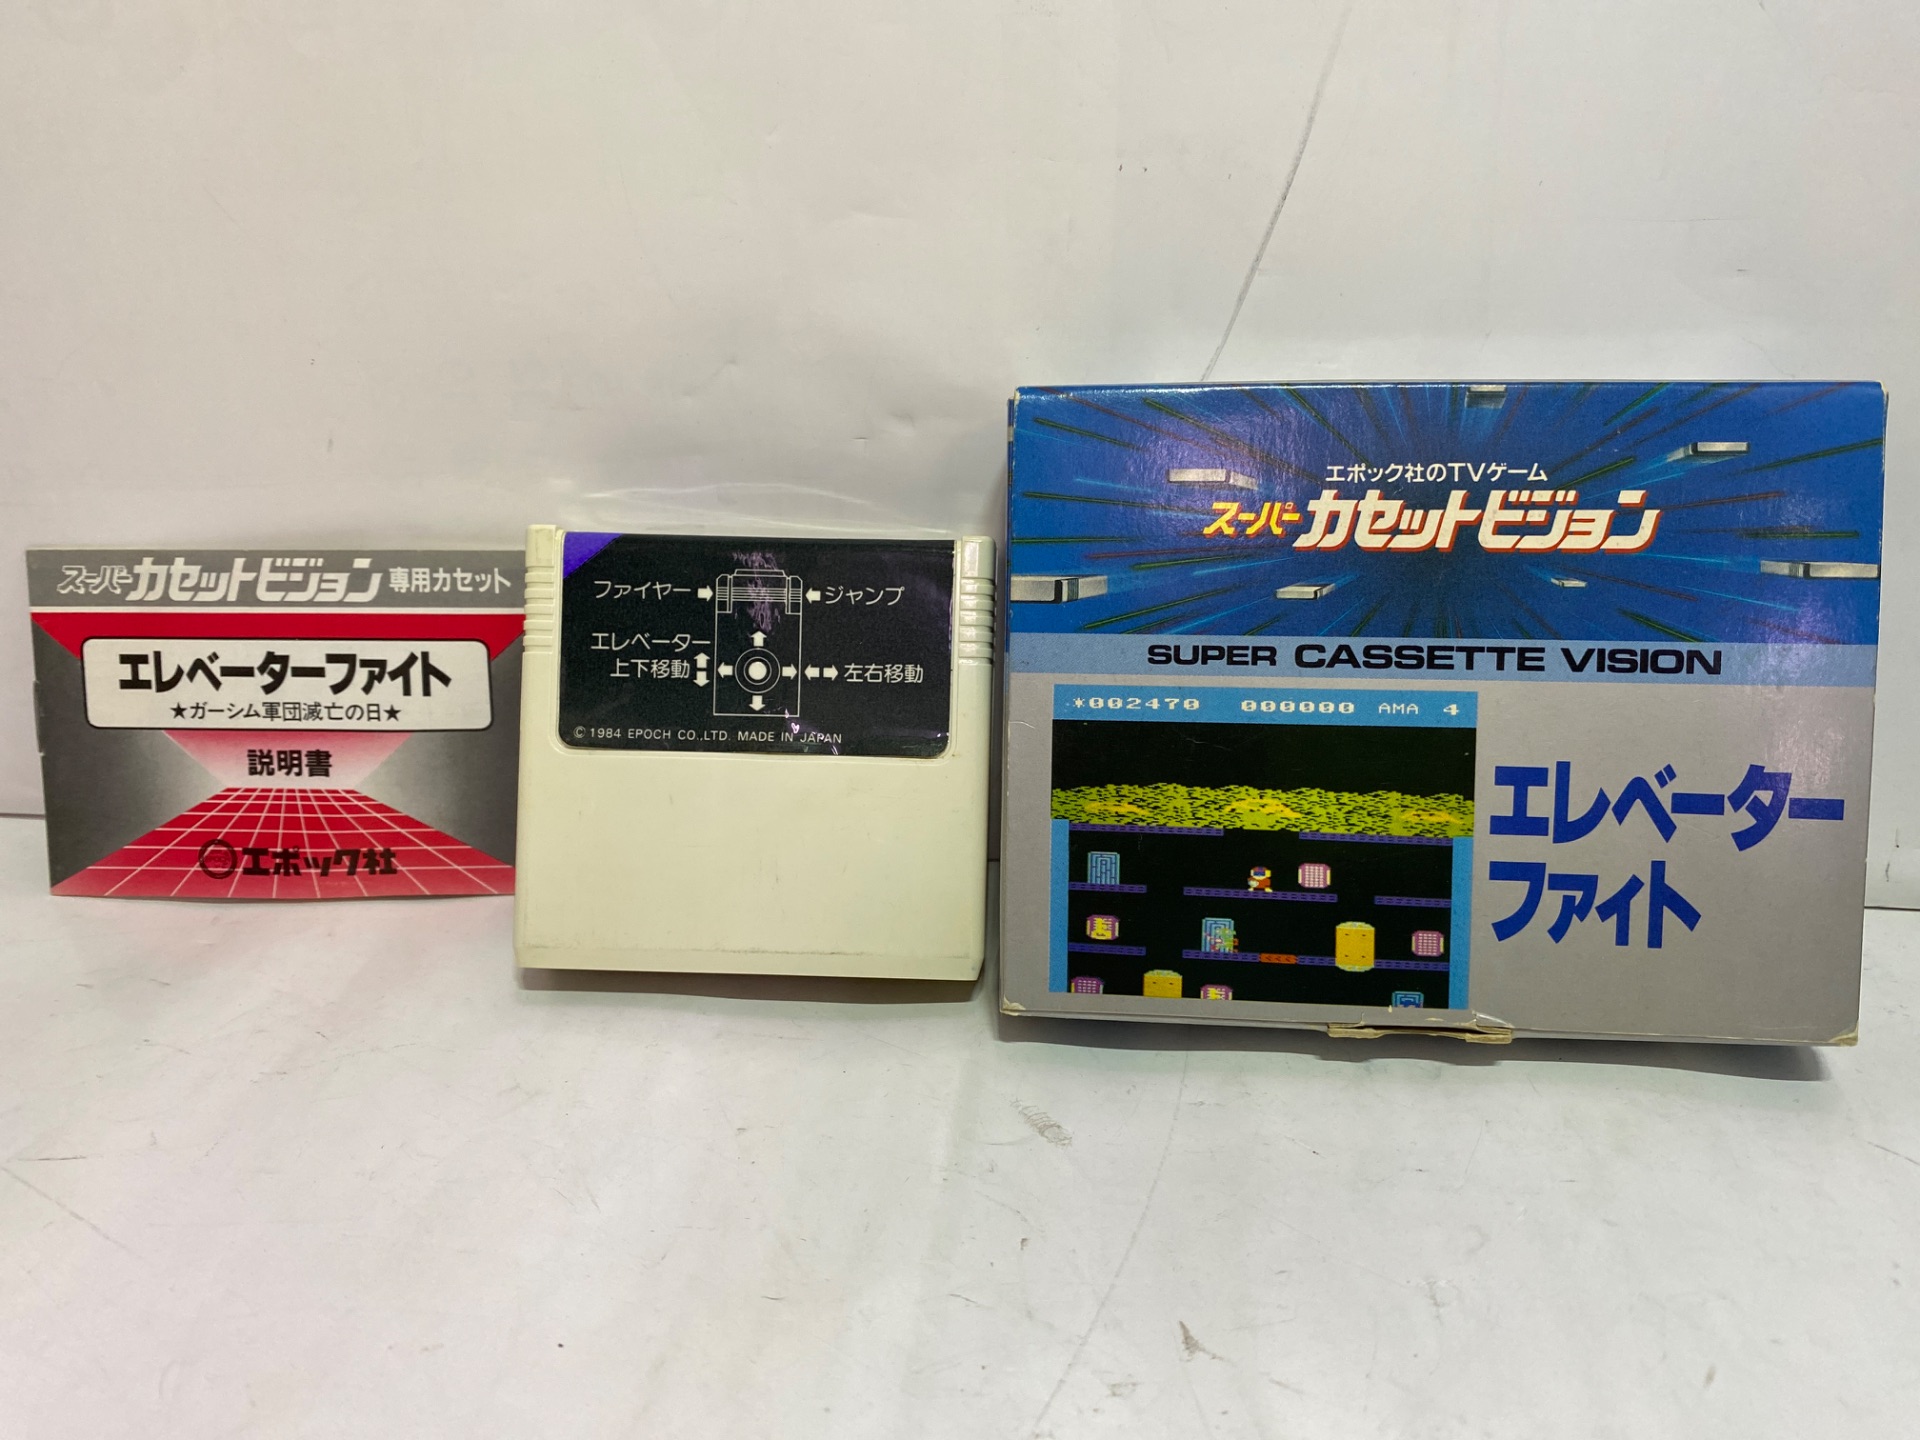 スーパーカセットビジョン専用カセット
エレベーターファイト
★ガーシム軍団滅亡の日★
説明書
エポック社
ファイヤー
ジャンプ
エレベーター
上下移動
左右移動
© 1984 EPOCH CO.,LTD. MADE IN JAPAN
エポック社のTVゲーム
スーパーカセットビジョン
SUPER CASSETTE VISION
*002470 000000 AMA 4
エレベーター
ファイト